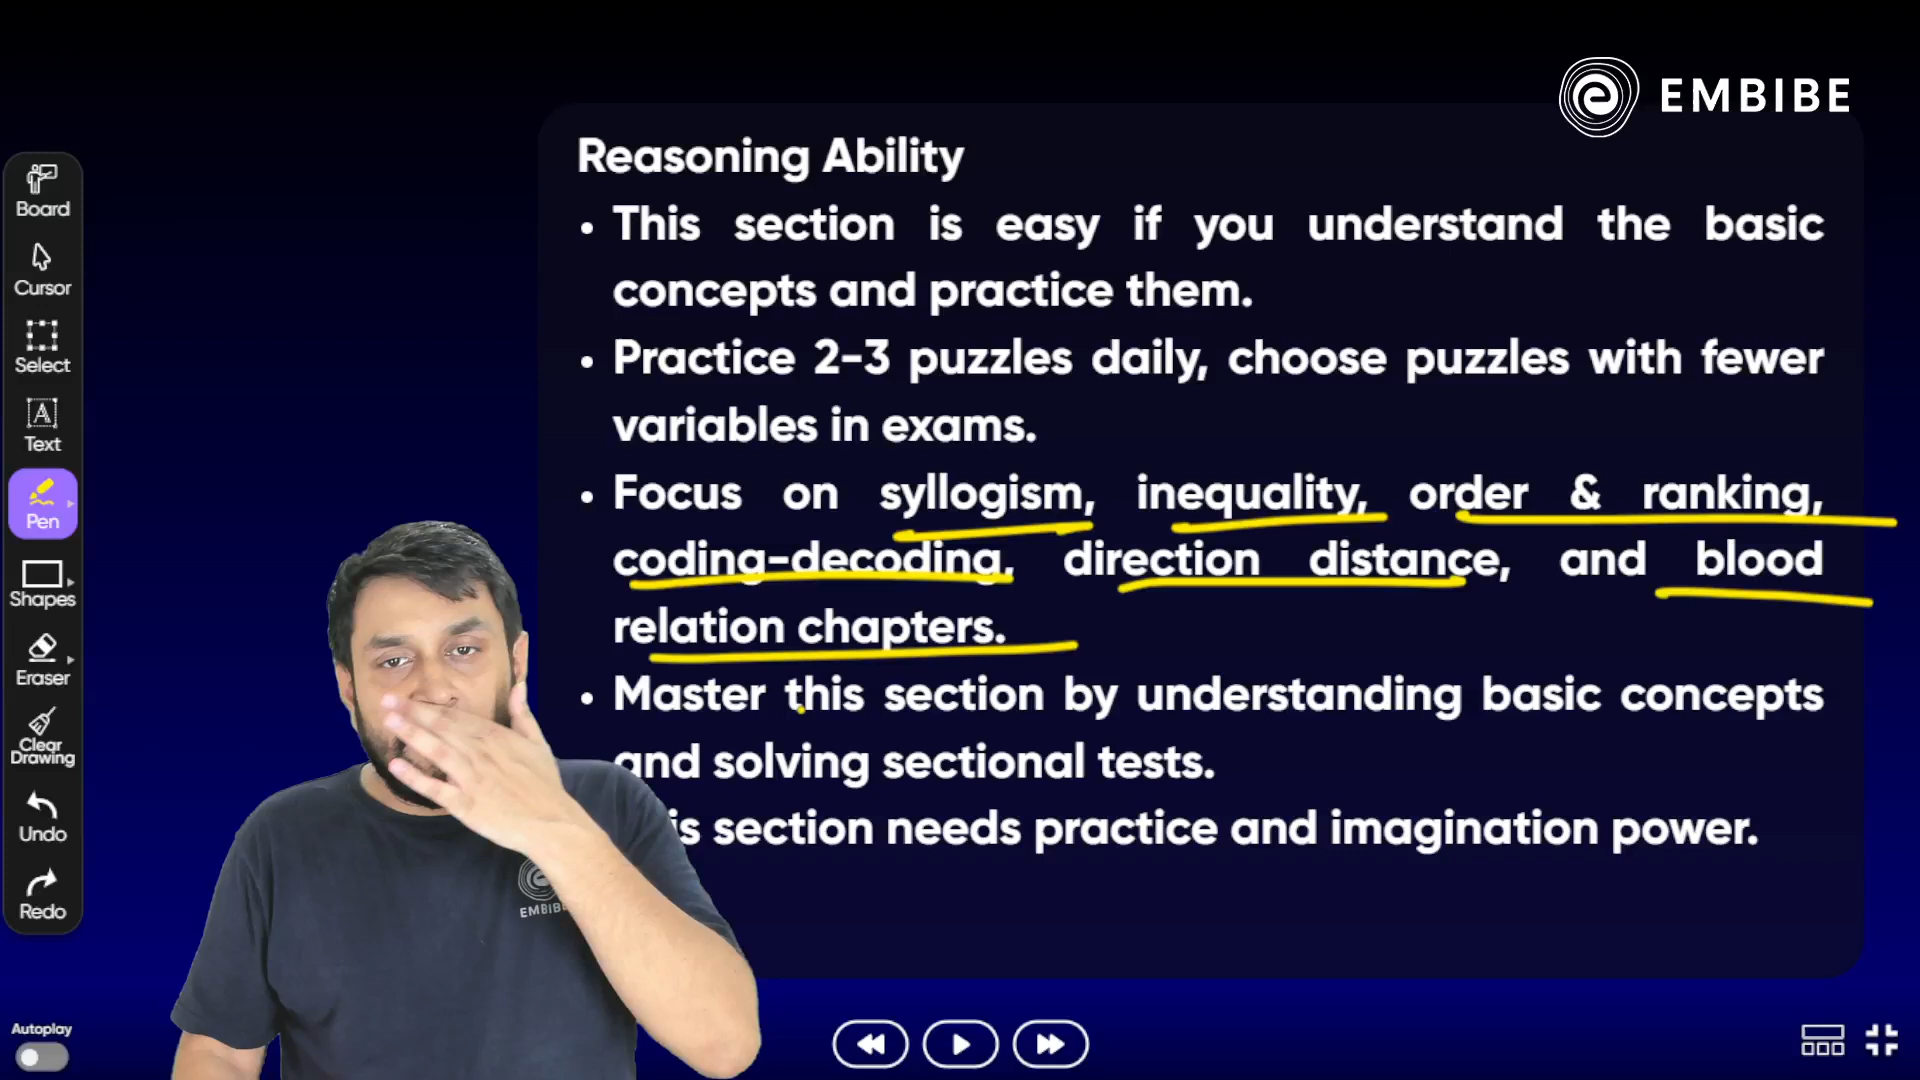 EMBIBE
Reasoning Ability
• This section is easy if you understand the basic
concepts and practice them.
• Practice 2-3 puzzles daily, choose puzzles with fewer
variables in exams.
• Focus on syllogism, inequality, order & ranking,
coding-decoding, direction distance, and blood
relation chapters.
• Master this section by understanding basic concepts
and solving sectional tests.
section needs practice and imagination power.
Board
Cursor
Select
Text
Pen
Shapes
Eraser
Clear
Drawing
Undo
Redo
Autoplay
EMBIBE